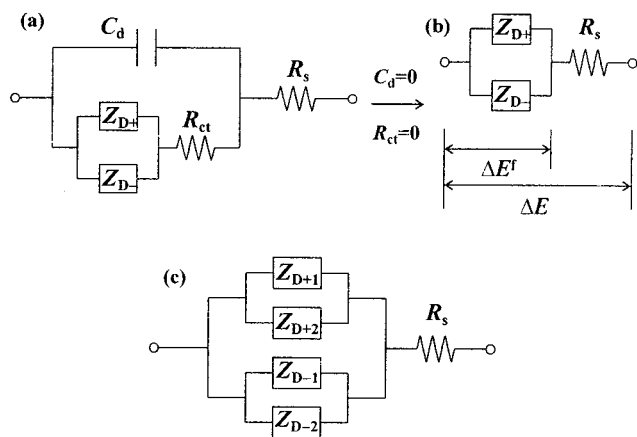 (a)
C_d
R_s
Z_D+
R_ct
Z_D−
C_d=0
R_ct=0
(b)
Z_D+
R_s
Z_D−
ΔE^f
ΔE
(c)
Z_D+1
Z_D+2
R_s
Z_D−1
Z_D−2